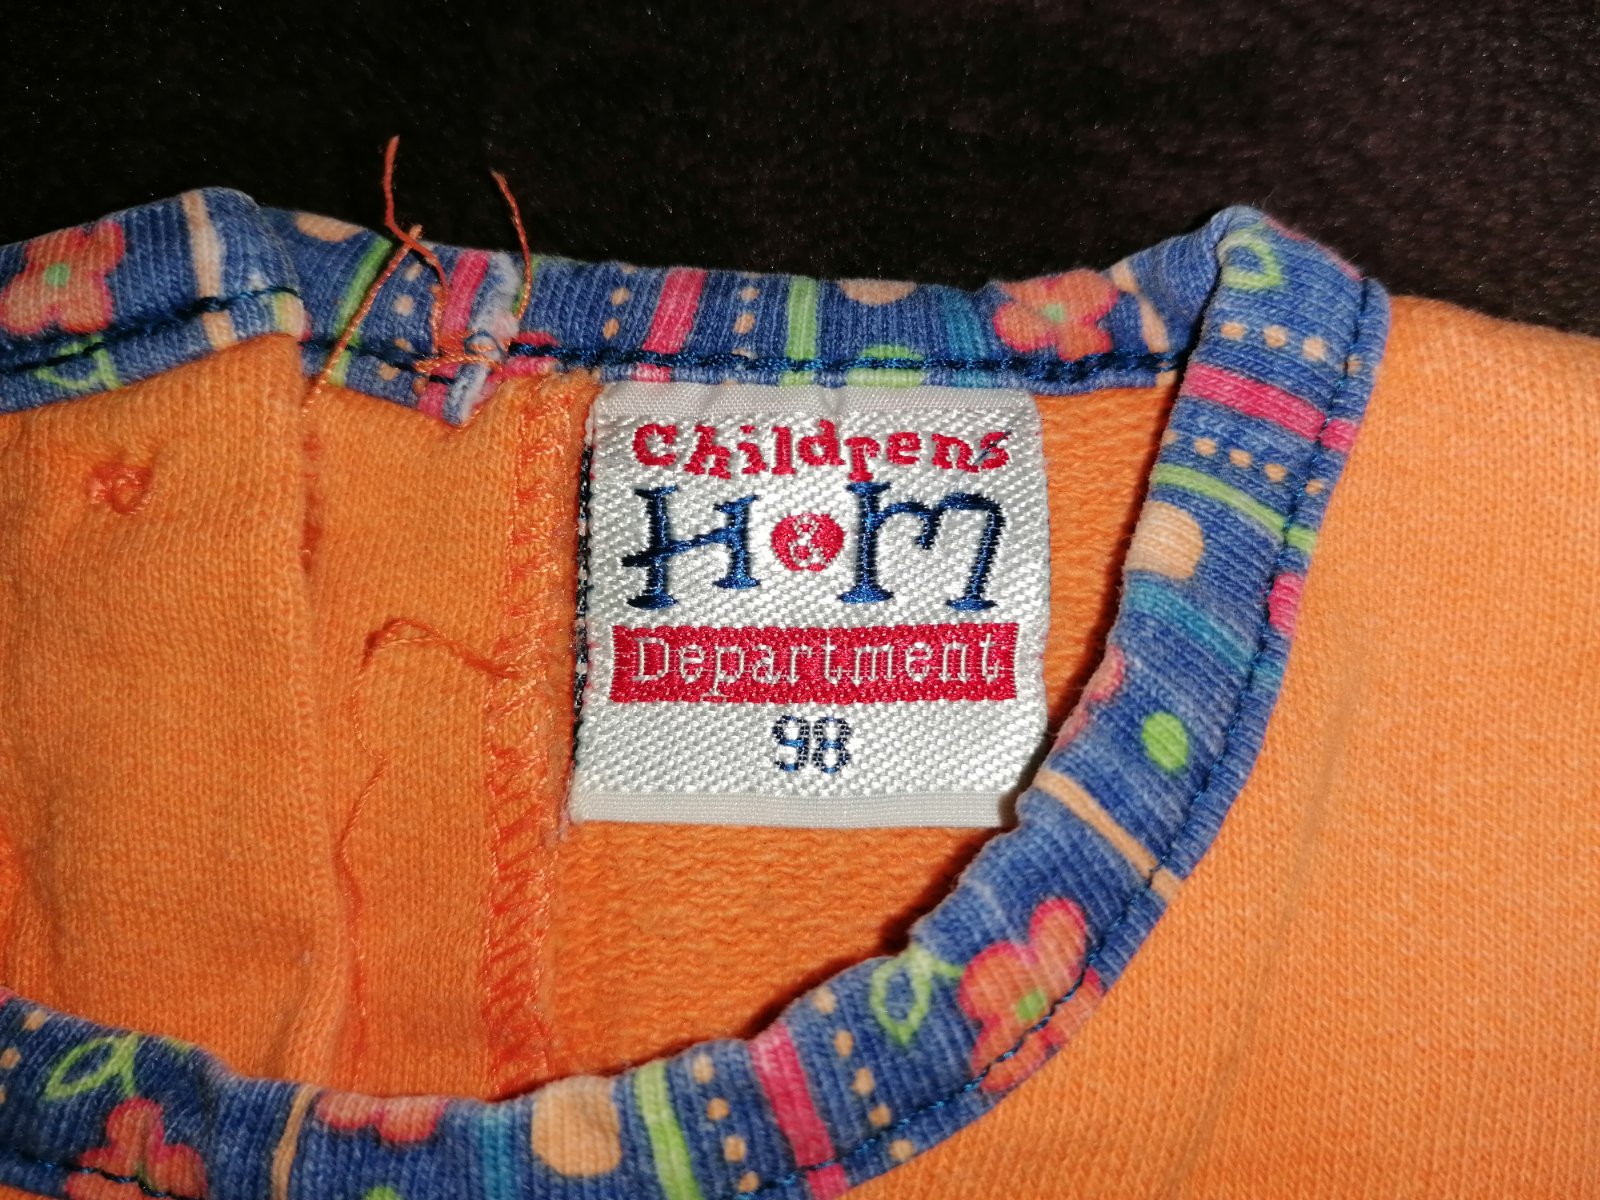 Childrens
H&M
Department
98